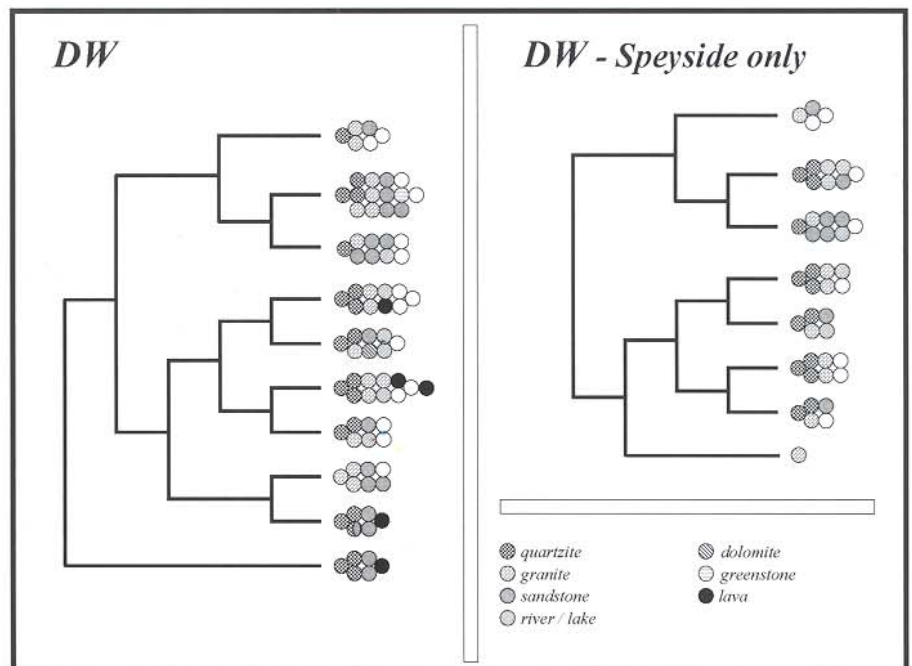 DW
DW - Speyside only
quartzite
granite
sandstone
river / lake
dolomite
greenstone
lava